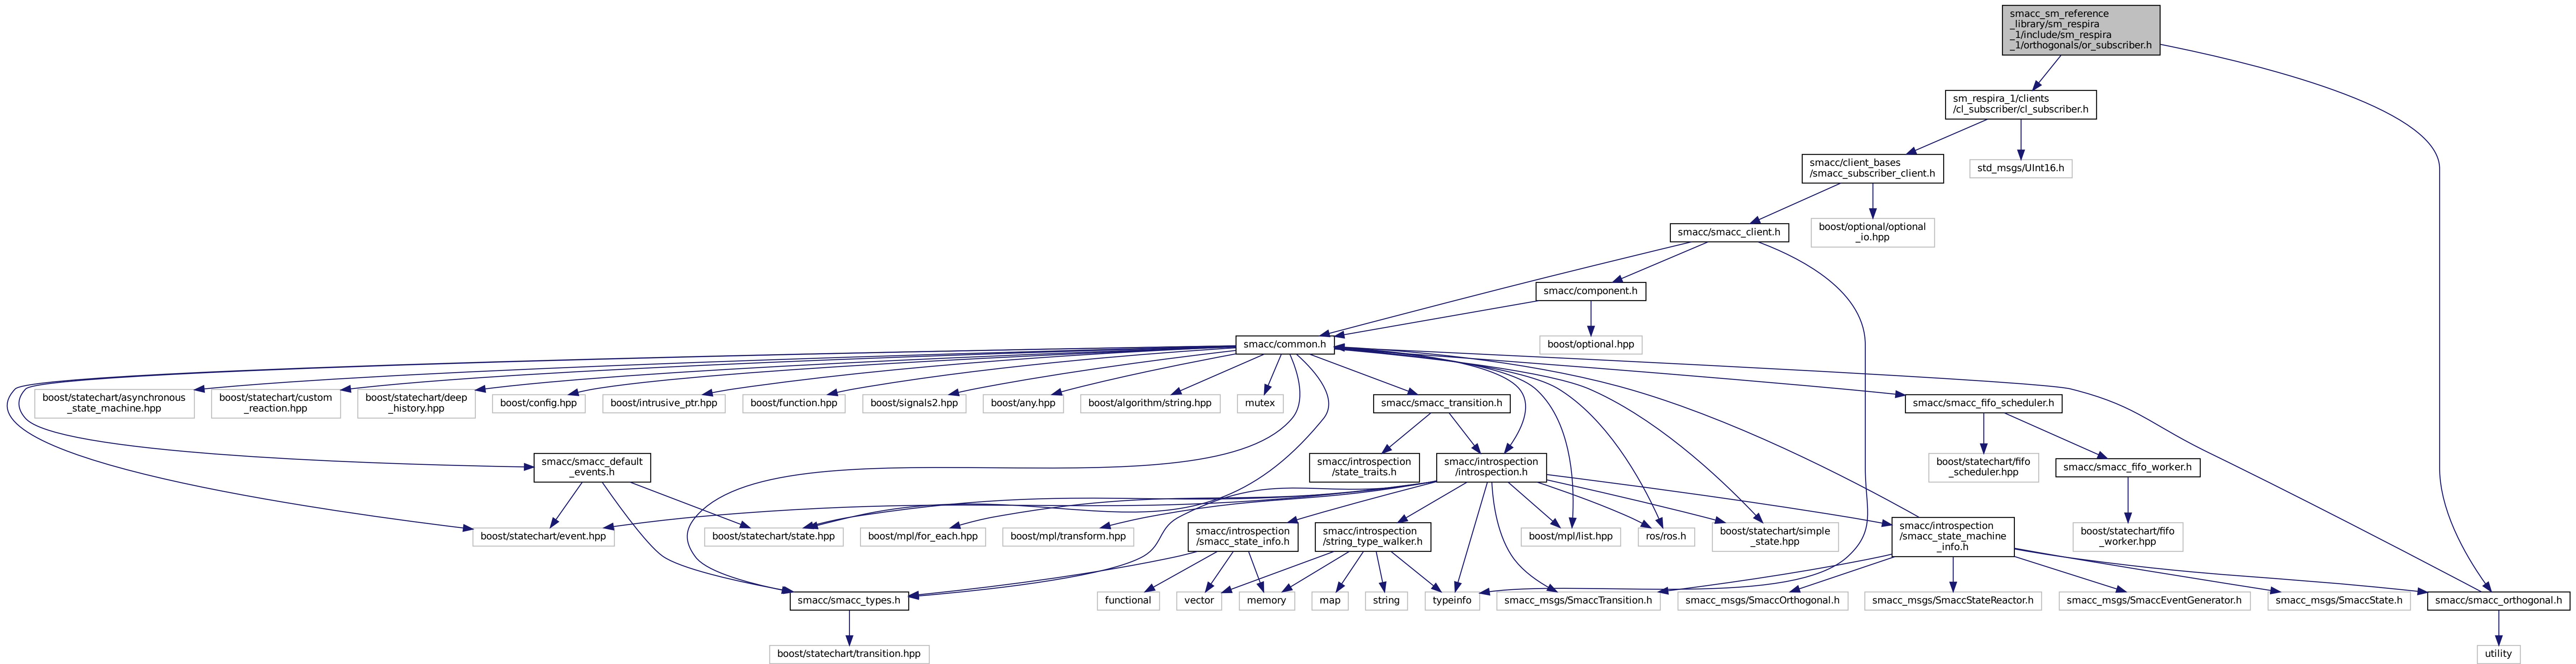 smacc_sm_reference
_library/sm_respira
_1/include/sm_respira
_1/orthogonals/or_subscriber.h
sm_respira_1/clients
/cl_subscriber/cl_subscriber.h
smacc/client_bases
/smacc_subscriber_client.h
std_msgs/UInt16.h
smacc/smacc_client.h
boost/optional/optional
_io.hpp
smacc/component.h
smacc/common.h
boost/optional.hpp
boost/statechart/asynchronous
_state_machine.hpp
boost/statechart/custom
_reaction.hpp
boost/statechart/deep
_history.hpp
boost/config.hpp
boost/intrusive_ptr.hpp
boost/function.hpp
boost/signals2.hpp
boost/any.hpp
boost/algorithm/string.hpp
mutex
smacc/smacc_transition.h
smacc/smacc_fifo_scheduler.h
smacc/smacc_default
_events.h
smacc/introspection
/state_traits.h
smacc/introspection
/introspection.h
boost/statechart/fifo
_scheduler.hpp
smacc/smacc_fifo_worker.h
boost/statechart/event.hpp
boost/statechart/state.hpp
boost/mpl/for_each.hpp
boost/mpl/transform.hpp
smacc/introspection
/smacc_state_info.h
smacc/introspection
/string_type_walker.h
boost/mpl/list.hpp
ros/ros.h
boost/statechart/simple
_state.hpp
smacc/introspection
/smacc_state_machine
_info.h
boost/statechart/fifo
_worker.hpp
smacc/smacc_types.h
functional
vector
memory
map
string
typeinfo
smacc_msgs/SmaccTransition.h
smacc_msgs/SmaccOrthogonal.h
smacc_msgs/SmaccStateReactor.h
smacc_msgs/SmaccEventGenerator.h
smacc_msgs/SmaccState.h
smacc/smacc_orthogonal.h
boost/statechart/transition.hpp
utility